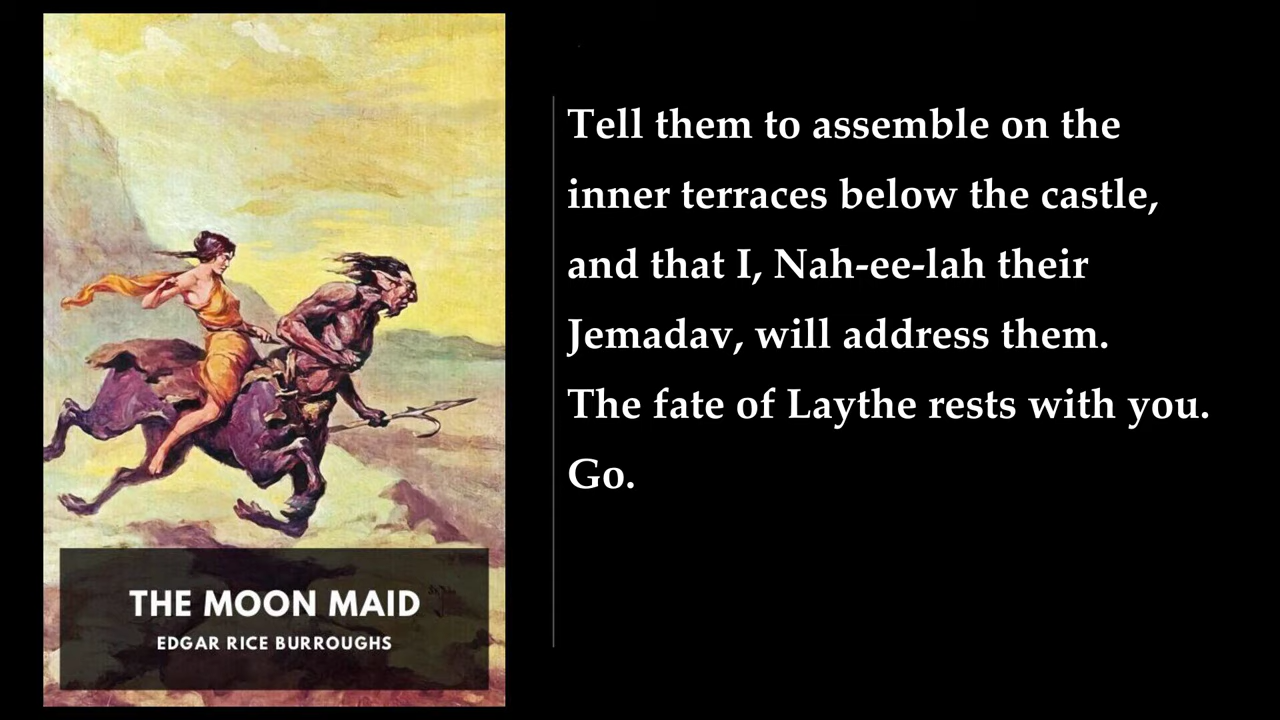 Tell them to assemble on the
inner terraces below the castle,
and that I, Nah-ee-lah their
Jemadav, will address them.
The fate of Laythe rests with you.
Go.
THE MOON MAID
EDGAR RICE BURROUGHS